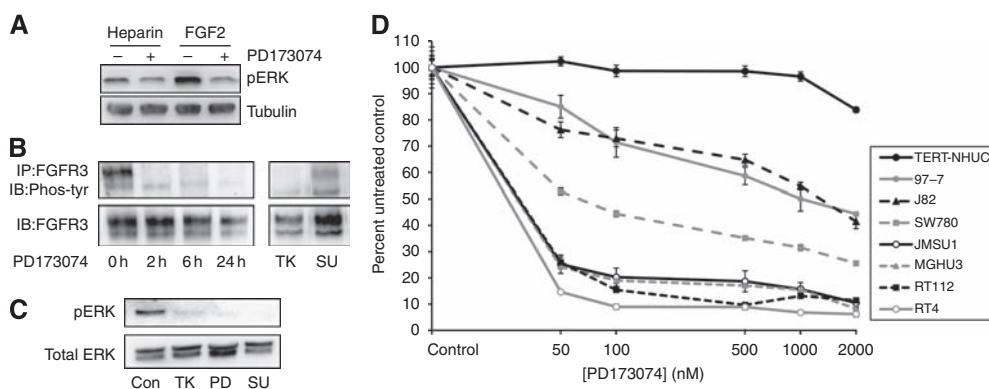 A
Heparin FGF2
– + – + PD173074
pERK
Tubulin
B
IP:FGFR3
IB:Phos-tyr
IB:FGFR3
PD173074 0 h 2 h 6 h 24 h TK SU
C
pERK
Total ERK
Con TK PD SU
D
Percent untreated control
110
100
90
80
70
60
50
40
30
20
10
0
Control 50 100 500 1000 2000
[PD173074] (nM)
TERT-NHUC
97–7
J82
SW780
JMSU1
MGHU3
RT112
RT4